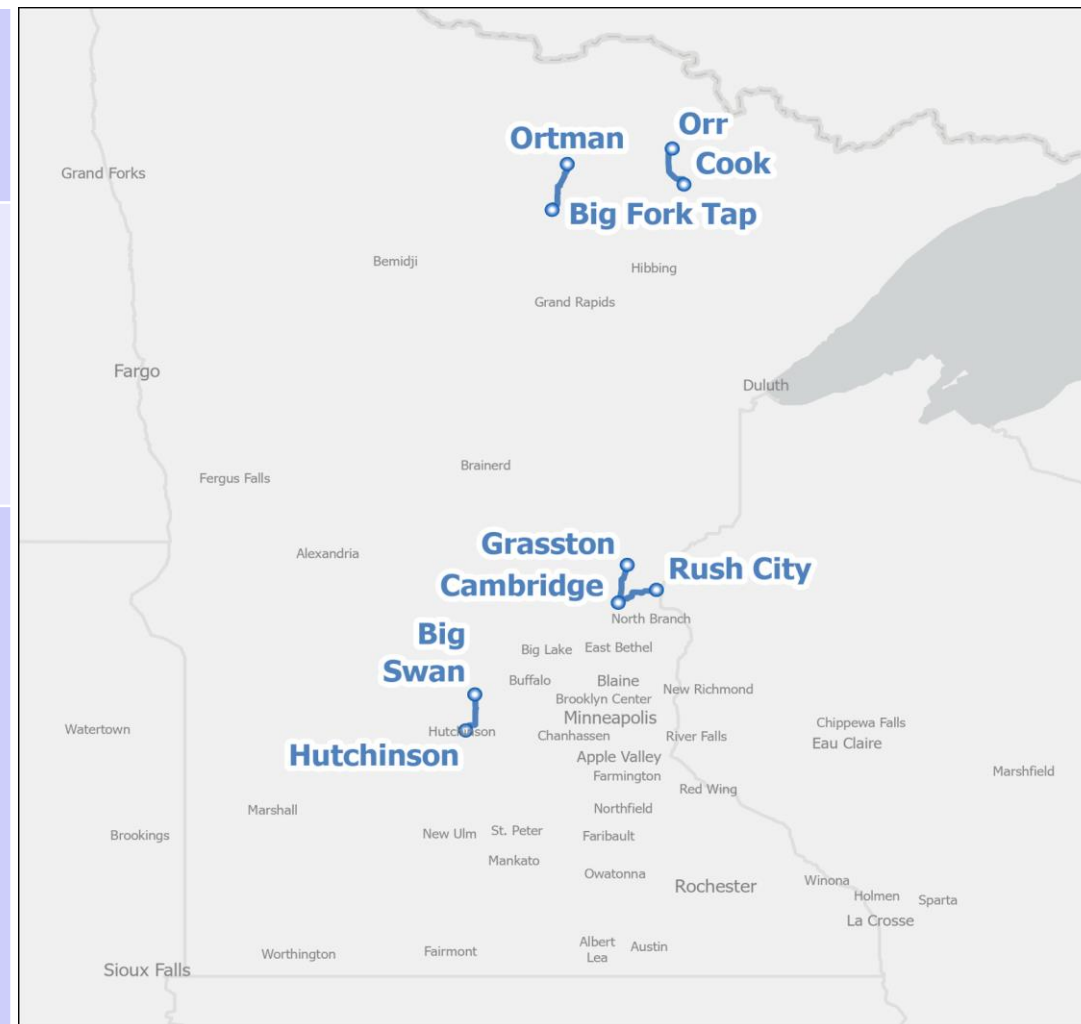 Orr
Ortman
Cook
Grand Forks
Big Fork Tap
Bemidji
Hibbing
Grand Rapids
Fargo
Duluth
Brainerd
Fergus Falls
Grasston
Alexandria
Rush City
Cambridge
North Branch
Big
Swan
Big Lake
East Bethel
Buffalo
Blaine
New Richmond
Brooklyn Center
Minneapolis
Chippewa Falls
Watertown
Hutchinson
Chanhassen
River Falls
Eau Claire
Hutchinson
Apple Valley
Marshfield
Farmington
Red Wing
Marshall
Northfield
Brookings
New Ulm
St. Peter
Faribault
Mankato
Owatonna
Rochester
Winona
Holmen
Sparta
La Crosse
Albert
Lea
Austin
Worthington
Fairmont
Sioux Falls